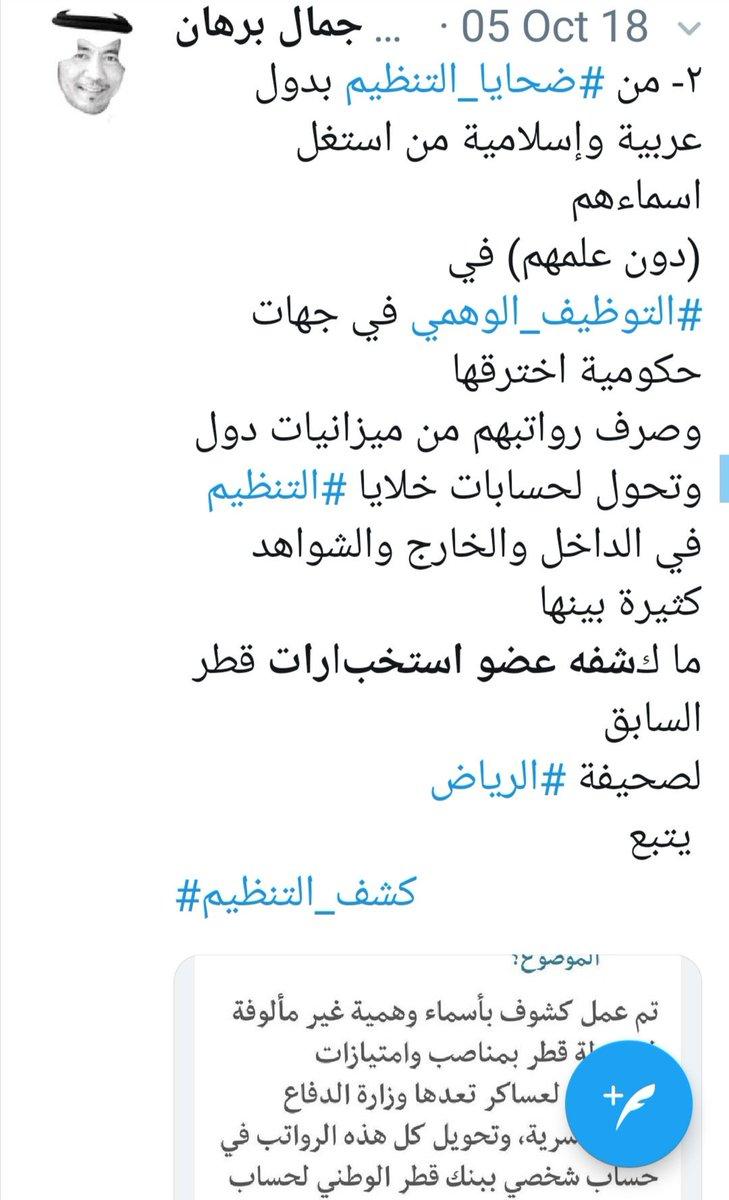 جمال برهان ... · 05 Oct 18
٢- من #ضحايا_التنظيم بدول
عربية وإسلامية من استغل
اسماءهم
(دون علمهم) في
#التوظيف_الوهمي في جهات
حكومية اخترقها
وصرف رواتبهم من ميزانيات دول
وتحول لحسابات خلايا #التنظيم
في الداخل والخارج والشواهد
كثيرة بينها
ما كشفه عضو استخبارات قطر
السابق
لصحيفة #الرياض
يتبع
#كشف_التنظيم
الموضوع:
تم عمل كشوف بأسماء وهمية غير مألوفة
قطر بمناصب وامتيازات
لعساكر تعدها وزارة الدفاع
سرية، وتحويل كل هذه الرواتب في
حساب شخصي ببنك قطر الوطني لحساب